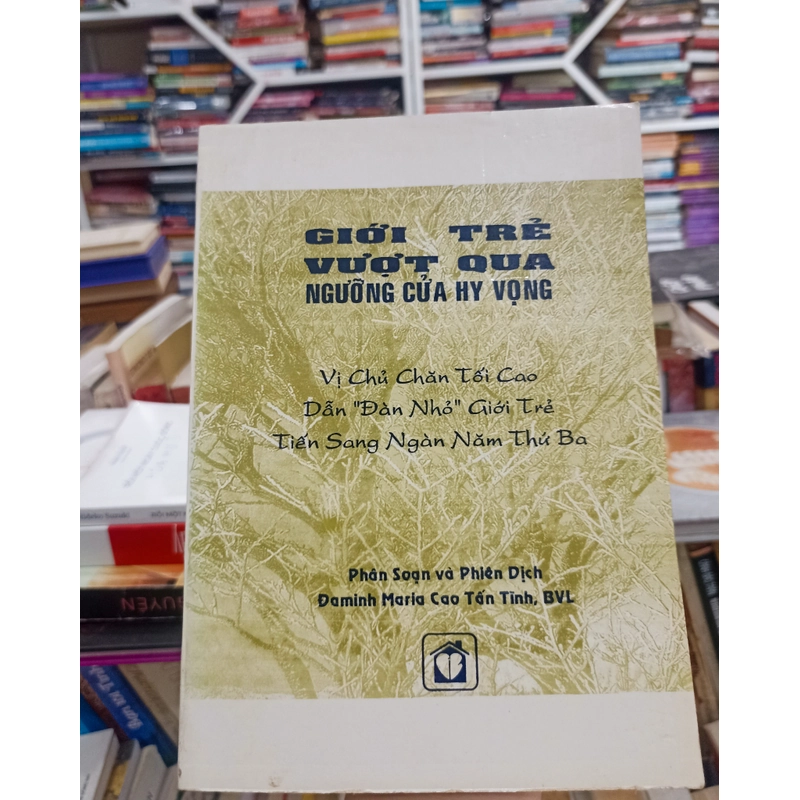 GIỚI TRẺ
VƯỢT QUA
NGƯỠNG CỬA HY VỌNG
Vị Chủ Chăn Tối Cao
Dẫn "Đàn Nhỏ" Giới Trẻ
Tiến Sang Ngàn Năm Thứ Ba
Phân Soạn và Phiên Dịch
Đaminh Maria Cao Tấn Tĩnh, BVL